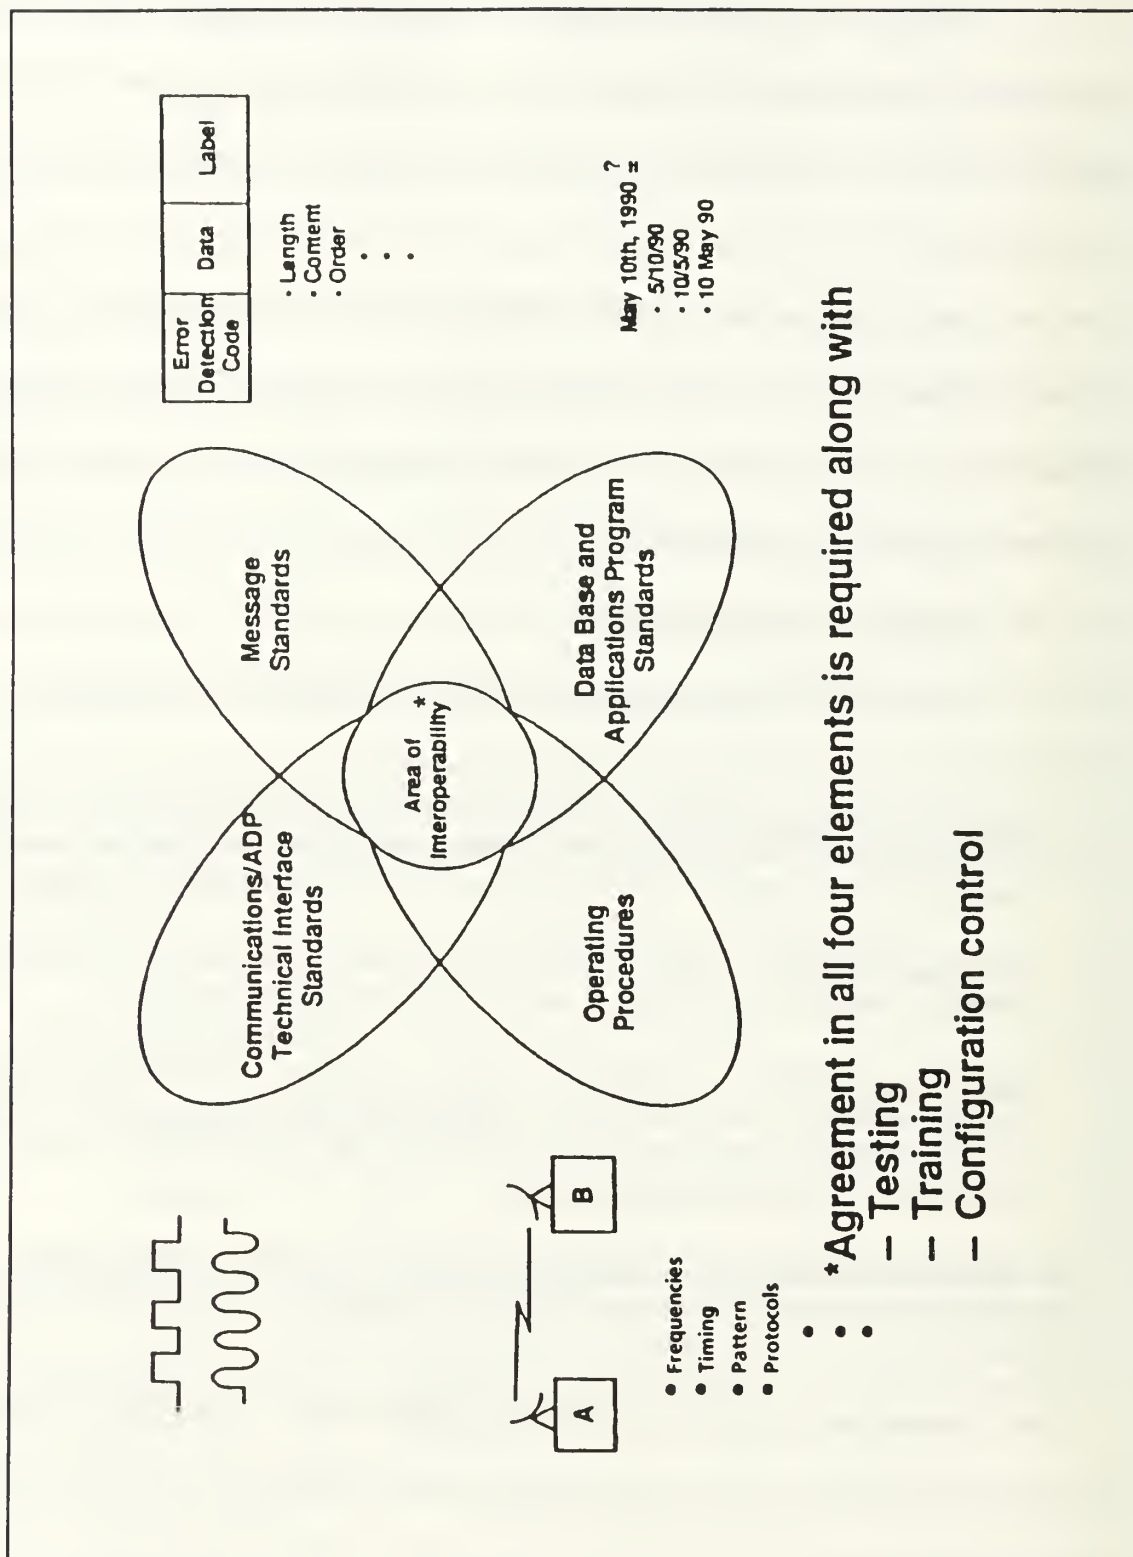 Error
Detection
Code
Data
Label
· Length
· Content
· Order
·
·
·
Communications/ADP
Technical Interface
Standards
Message
Standards
Area of
Interoperability *
Operating
Procedures
Data Base and
Applications Program
Standards
A
B
• Frequencies
• Timing
• Pattern
• Protocols
•
•
•
May 10th, 1990 = ?
· 5/10/90
· 10/5/90
· 10 May 90
*Agreement in all four elements is required along with
– Testing
– Training
– Configuration control